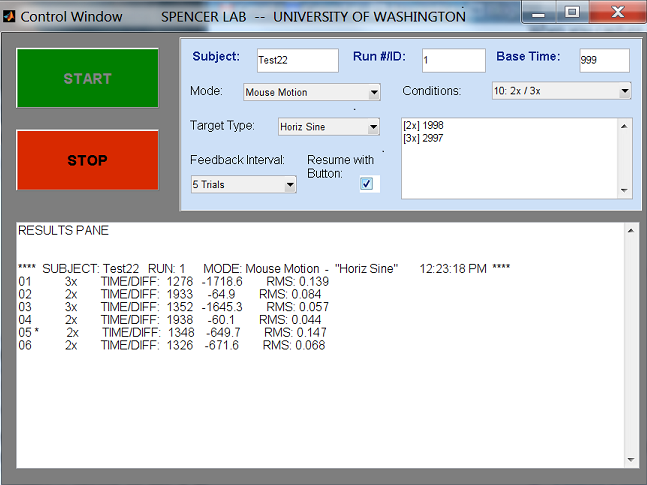 Control Window SPENCER LAB -- UNIVERSITY OF WASHINGTON
START
STOP
Subject: Test22 Run #/ID: 1 Base Time: 999
Mode: Mouse Motion Conditions: 10: 2x / 3x
Target Type: Horiz Sine
[2x] 1998
[3x] 2997
Feedback Interval: Resume with
Button:
5 Trials
RESULTS PANE
**** SUBJECT: Test22 RUN: 1 MODE: Mouse Motion - "Horiz Sine" 12:23:18 PM ****
01 3x TIME/DIFF: 1278 -1718.6 RMS: 0.139
02 2x TIME/DIFF: 1933 -64.9 RMS: 0.084
03 3x TIME/DIFF: 1352 -1645.3 RMS: 0.057
04 2x TIME/DIFF: 1938 -60.1 RMS: 0.044
05 * 2x TIME/DIFF: 1348 -649.7 RMS: 0.147
06 2x TIME/DIFF: 1326 -671.6 RMS: 0.068